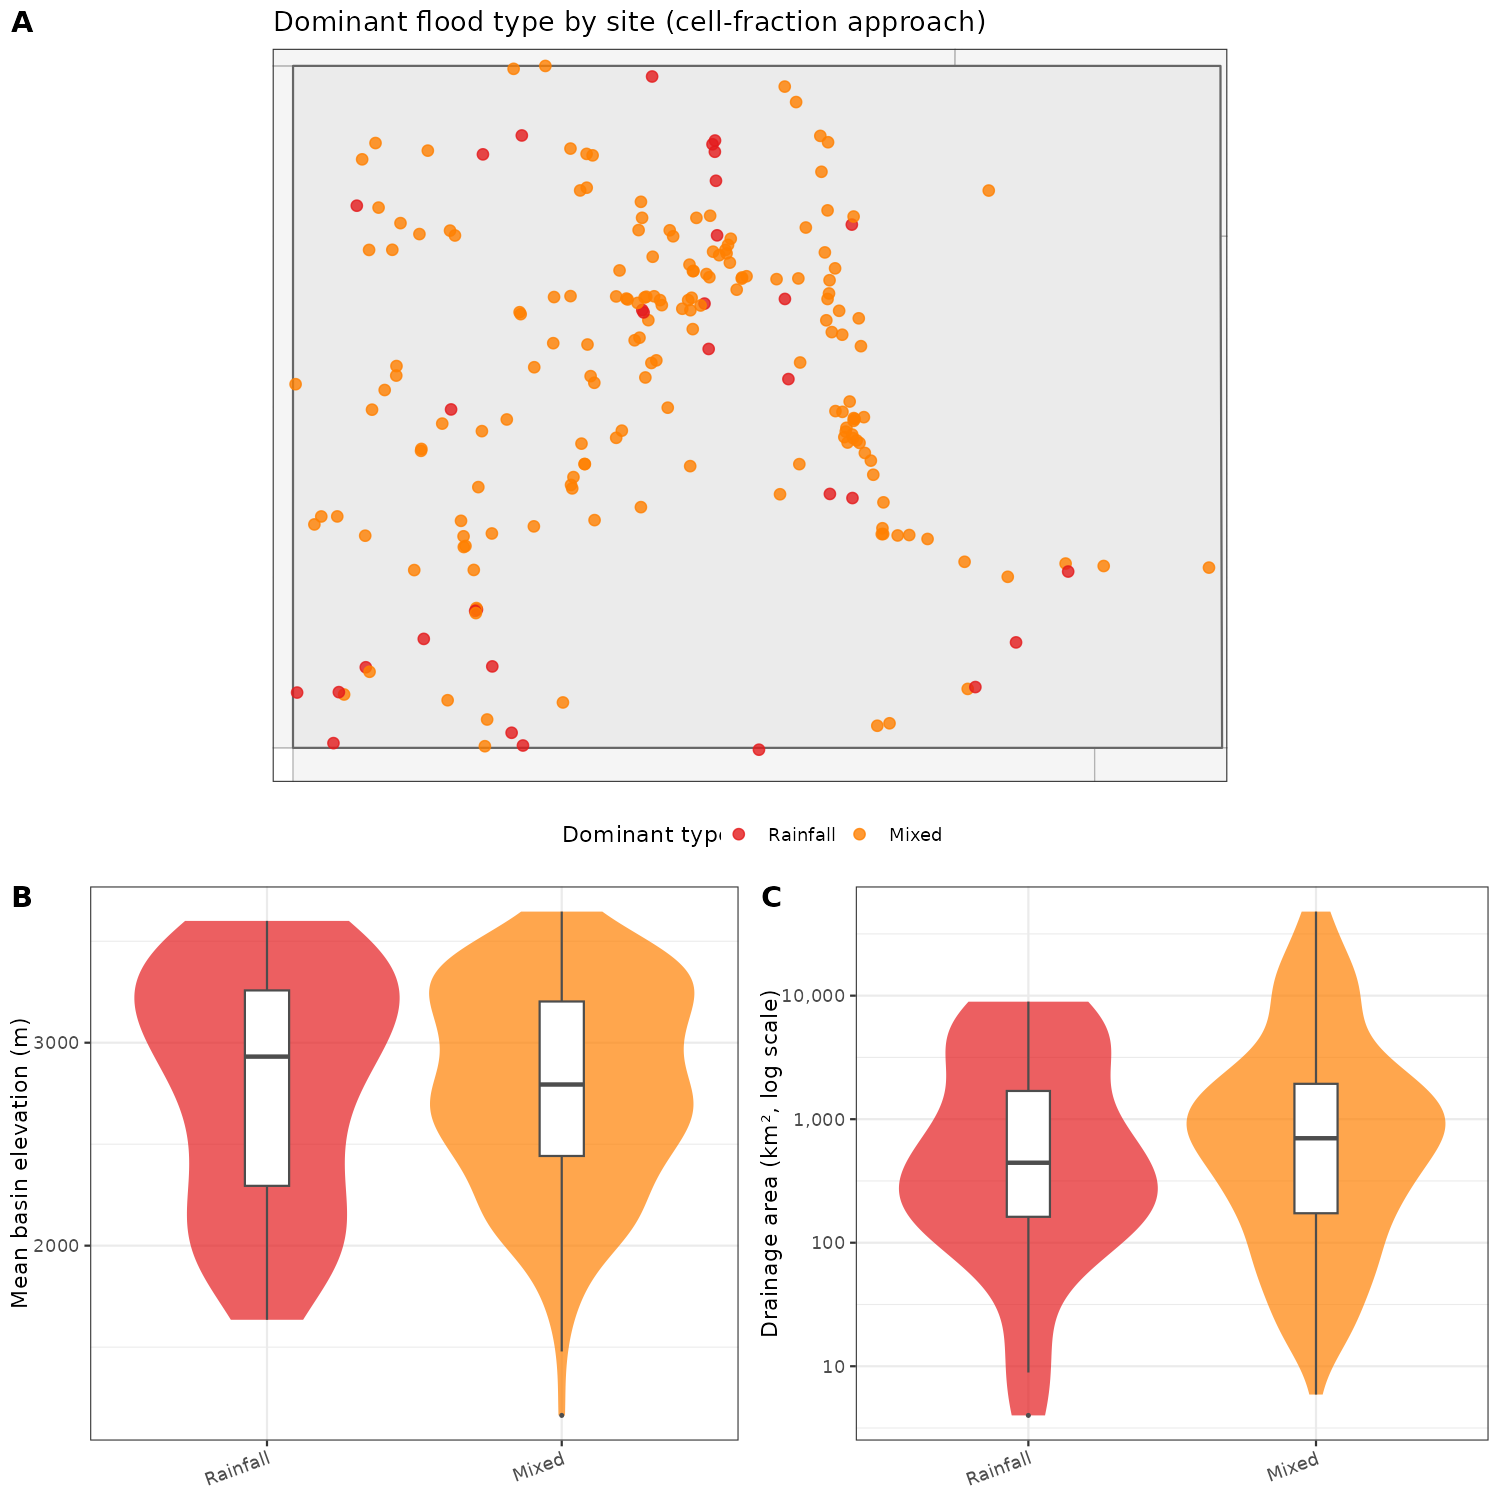 A
Dominant flood type by site (cell-fraction approach)
Dominant type
Rainfall
Mixed
B
Mean basin elevation (m)
3000
2000
Rainfall
Mixed
C
Drainage area (km², log scale)
10,000
1,000
100
10
Rainfall
Mixed